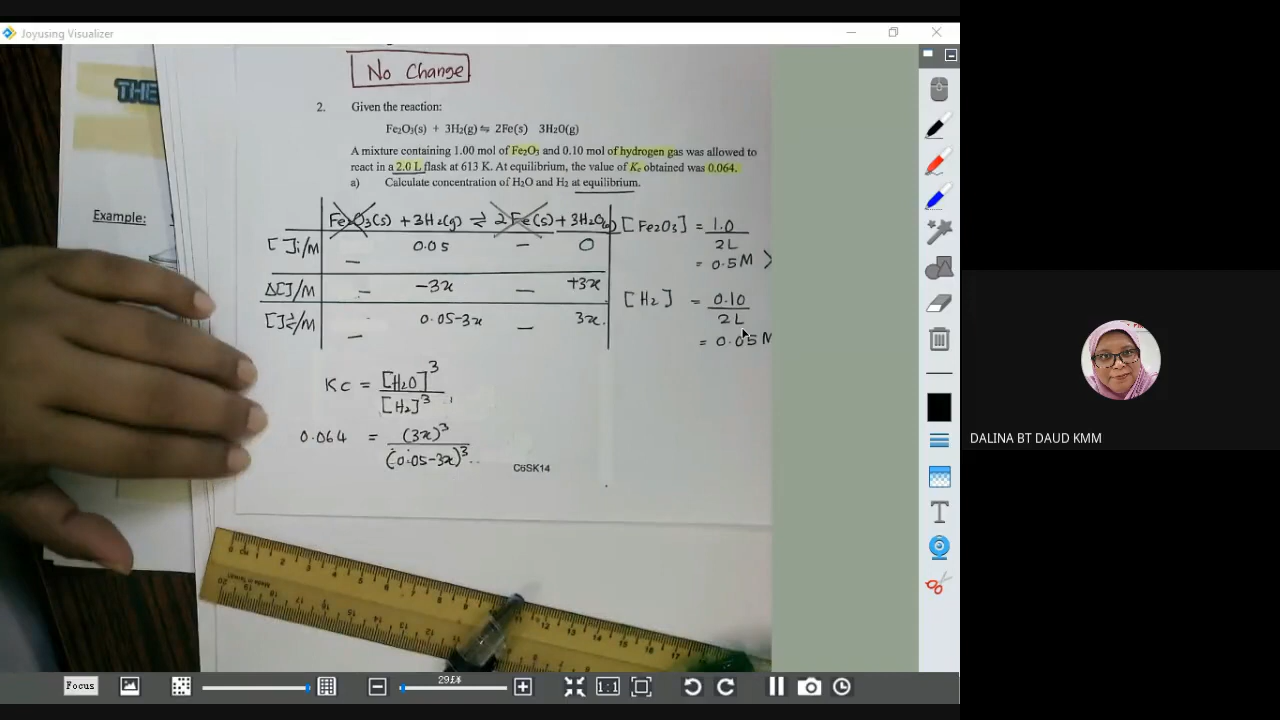 Joyusing Visualizer
No Change
THE
Example:
2. Given the reaction:
Fe₂O₃(s) + 3H₂(g) ⇋ 2Fe(s) 3H₂O(g)
A mixture containing 1.00 mol of Fe₂O₃ and 0.10 mol of hydrogen gas was allowed to
react in a 2.0 L flask at 613 K. At equilibrium, the value of Kc obtained was 0.064.
a) Calculate concentration of H₂O and H₂ at equilibrium.
Fe₂O₃(s) + 3H₂(g) ⇌ 2Fe(s) + 3H₂O(g)
[ ]i/M – 0.05 – 0
Δ[ ]/M – -3x – +3x
[ ]⇌/M – 0.05-3x – 3x
[Fe₂O₃] = 1.0
2L
= 0.5M
[H₂] = 0.10
2L
= 0.05 M
Kc = [H₂O]³
[H₂]³
0.064 = (3x)³
(0.05-3x)³
C6SK14
DALINA BT DAUD KMM
Focus
1:1
T